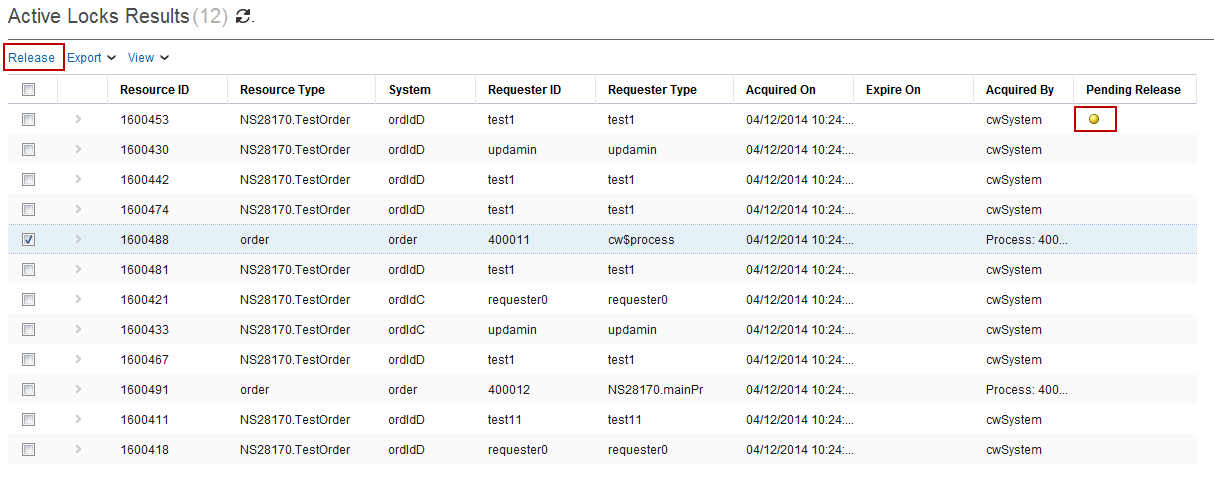 Active Locks Results (12)
Release Export View
Resource ID Resource Type System Requester ID Requester Type Acquired On Expire On Acquired By Pending Release
1600453 NS28170.TestOrder ordIdD test1 test1 04/12/2014 10:24:... cwSystem
1600430 NS28170.TestOrder ordIdD updamin updamin 04/12/2014 10:24:... cwSystem
1600442 NS28170.TestOrder ordIdD test1 test1 04/12/2014 10:24:... cwSystem
1600474 NS28170.TestOrder ordIdD test1 test1 04/12/2014 10:24:... cwSystem
1600488 order order 400011 cw$process 04/12/2014 10:24:... Process: 400...
1600481 NS28170.TestOrder ordIdD test1 test1 04/12/2014 10:24:... cwSystem
1600421 NS28170.TestOrder ordIdC requester0 requester0 04/12/2014 10:24:... cwSystem
1600433 NS28170.TestOrder ordIdC updamin updamin 04/12/2014 10:24:... cwSystem
1600467 NS28170.TestOrder ordIdD test1 test1 04/12/2014 10:24:... cwSystem
1600491 order order 400012 NS28170.mainPr 04/12/2014 10:24:... Process: 400...
1600411 NS28170.TestOrder ordIdD test11 test11 04/12/2014 10:24:... cwSystem
1600418 NS28170.TestOrder ordIdD requester0 requester0 04/12/2014 10:24:... cwSystem